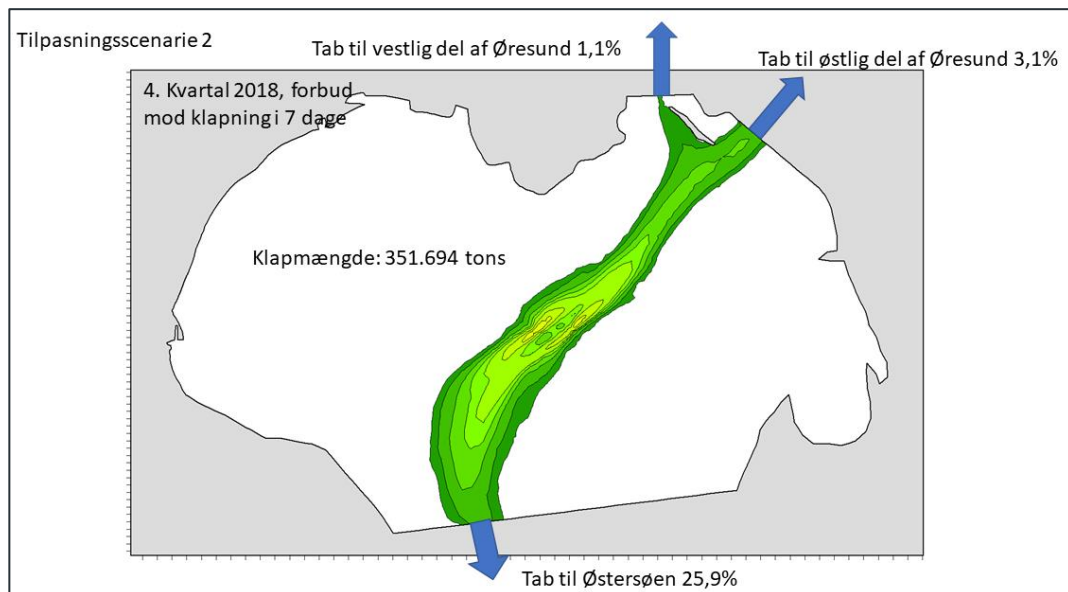 Tilpasningsscenarie 2
Tab til vestlig del af Øresund 1,1%
Tab til østlig del af Øresund 3,1%
4. Kvartal 2018, forbud
mod klapning i 7 dage
Klapmængde: 351.694 tons
Tab til Østersøen 25,9%